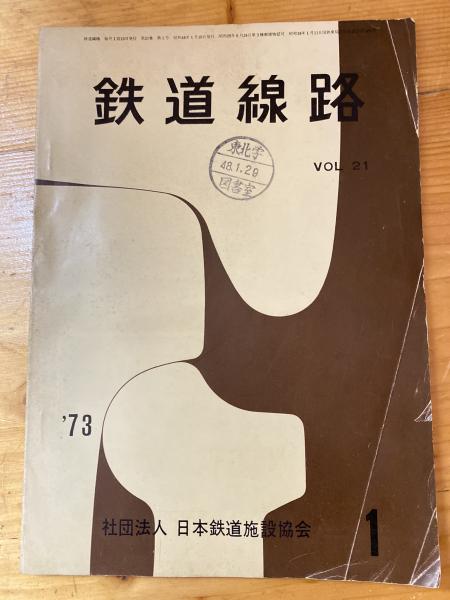 鉄道線路
VOL 21
東北学
48.1.29
図書室
'73
社団法人 日本鉄道施設協会
1